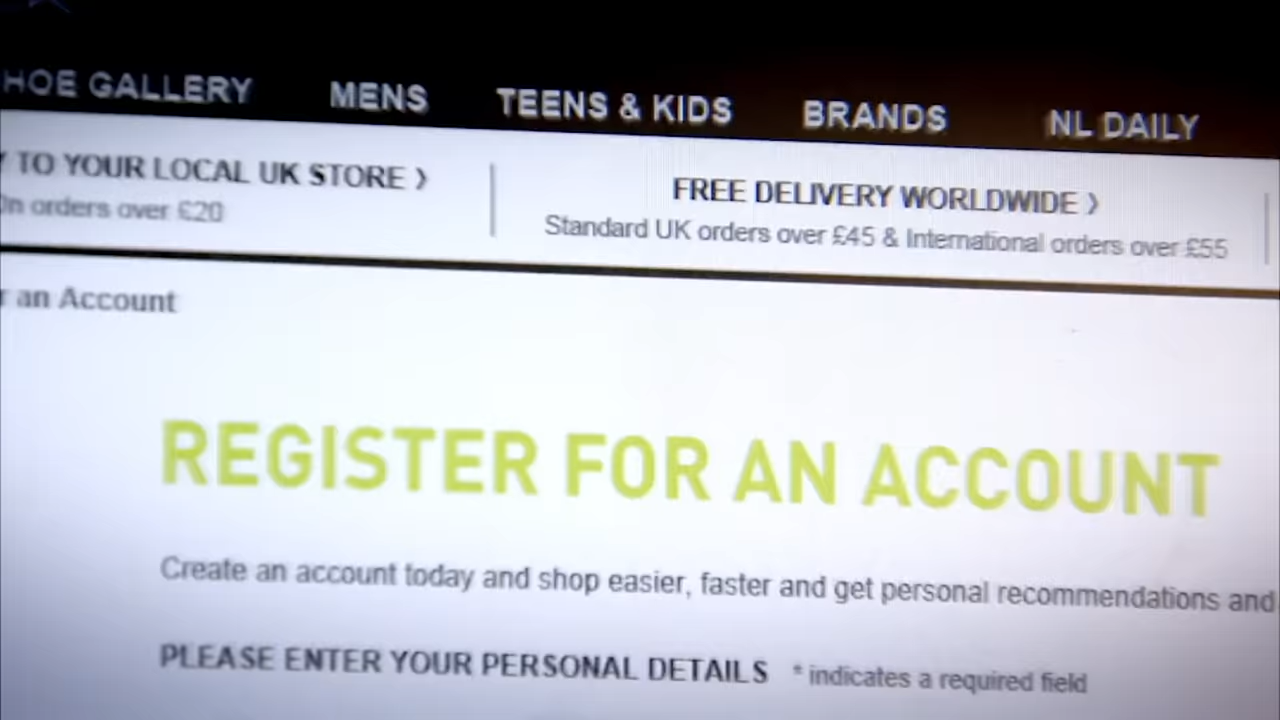 HOE GALLERY MENS TEENS & KIDS BRANDS NL DAILY
TO YOUR LOCAL UK STORE ❯
On orders over £20
FREE DELIVERY WORLDWIDE ❯
Standard UK orders over £45 & International orders over £55
r an Account
REGISTER FOR AN ACCOUNT
Create an account today and shop easier, faster and get personal recommendations and
PLEASE ENTER YOUR PERSONAL DETAILS * indicates a required field